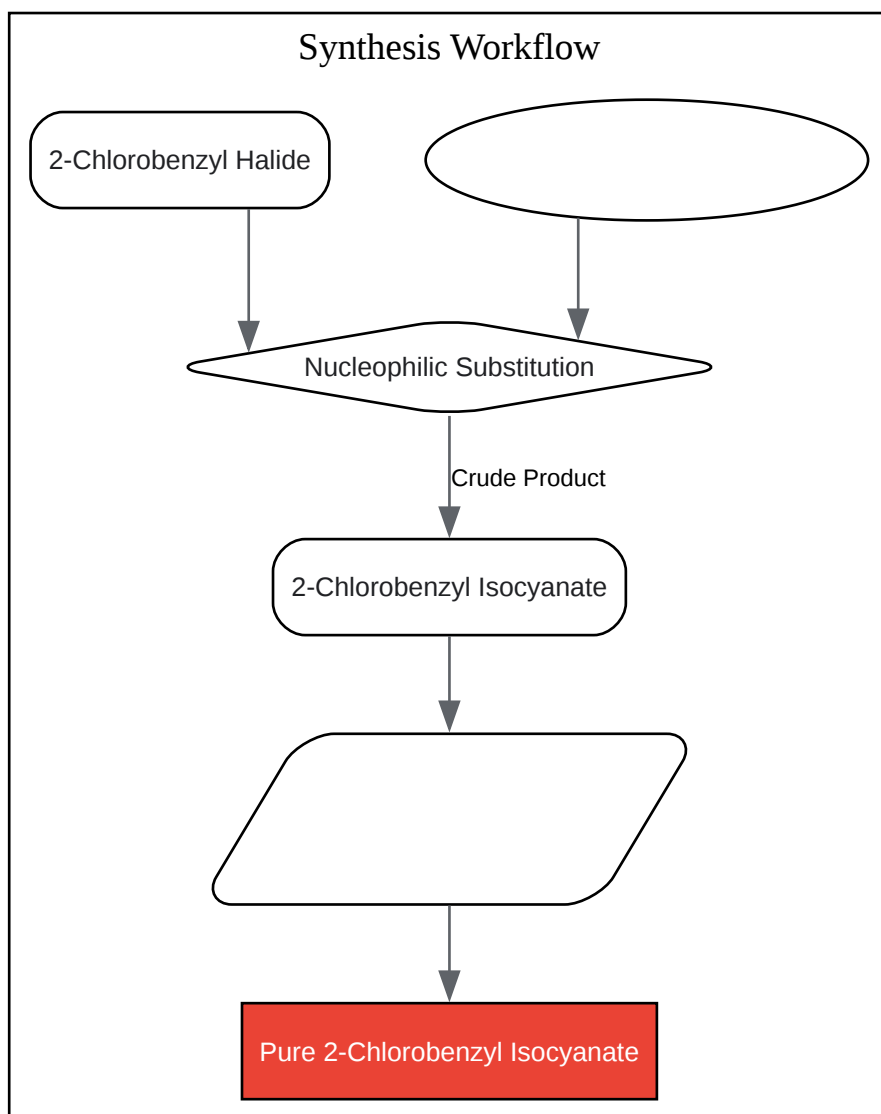 Synthesis Workflow
2-Chlorobenzyl Halide
Nucleophilic Substitution
Crude Product
2-Chlorobenzyl Isocyanate
Pure 2-Chlorobenzyl Isocyanate